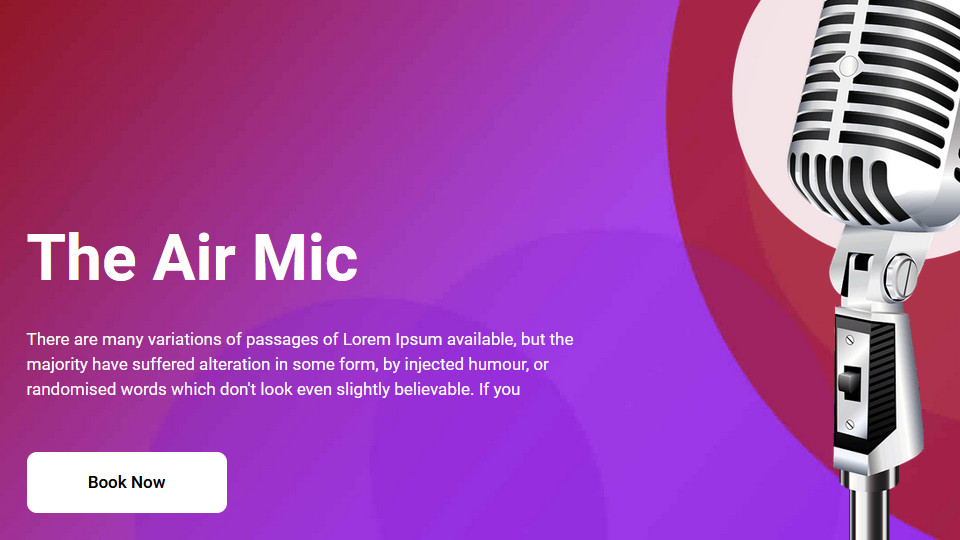 The Air Mic
There are many variations of passages of Lorem Ipsum available, but the
majority have suffered alteration in some form, by injected humour, or
randomised words which don't look even slightly believable. If you
Book Now